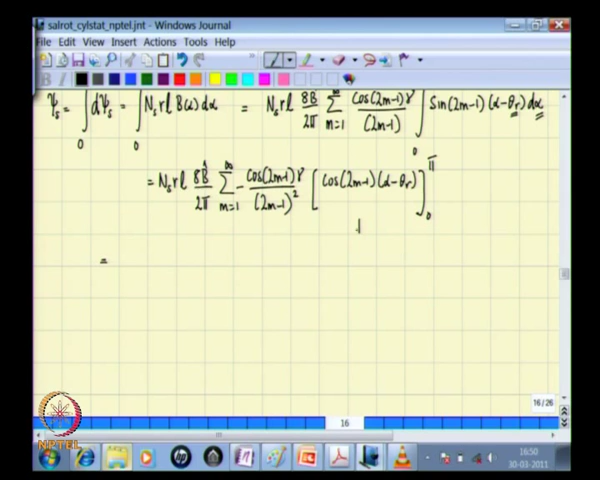 salrot_cylstat_nptel.jnt - Windows Journal
File Edit View Insert Actions Tools Help
Ψs = ∫₀ dΨs = ∫₀ Ns r l B(α) dα = Ns r l 8B/2π ∑_{m=1}^{∞} cos(2m-1)γ/(2m-1) ∫₀ Sin(2m-1)(α-θr) dα
= Ns r l 8B̂/2π ∑_{m=1}^{∞} - cos(2m-1)γ/(2m-1)² [cos(2m-1)(α-θr)]₀^π
=
16/26
16
NPTEL
16:50
30-03-2011